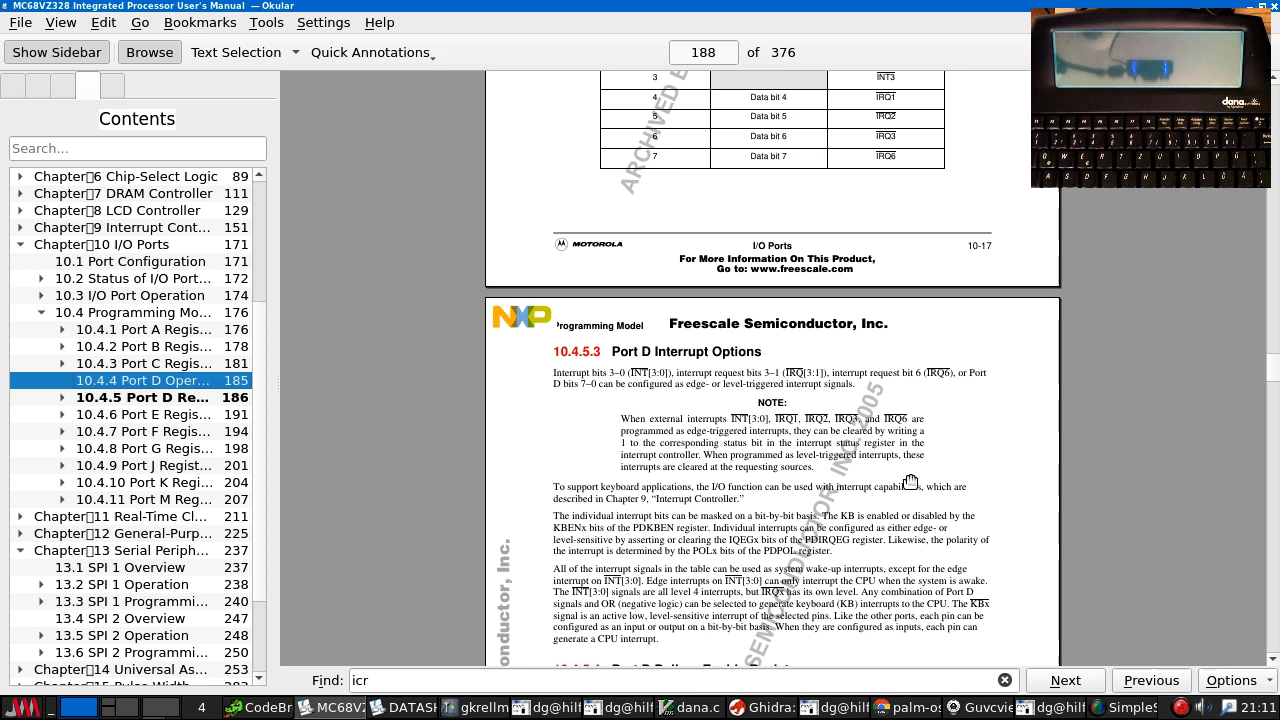 MC68VZ328 Integrated Processor User's Manual — Okular
File View Edit Go Bookmarks Tools Settings Help
Show Sidebar Browse Text Selection Quick Annotations 188 of 376
Contents
Search...
Chapter 6 Chip-Select Logic 89
Chapter 7 DRAM Controller 111
Chapter 8 LCD Controller 129
Chapter 9 Interrupt Cont... 151
Chapter 10 I/O Ports 171
10.1 Port Configuration 171
10.2 Status of I/O Port... 172
10.3 I/O Port Operation 174
10.4 Programming Mo... 176
10.4.1 Port A Regis... 176
10.4.2 Port B Regis... 178
10.4.3 Port C Regis... 181
10.4.4 Port D Oper... 185
10.4.5 Port D Re... 186
10.4.6 Port E Regis... 191
10.4.7 Port F Regis... 194
10.4.8 Port G Regis... 198
10.4.9 Port J Regist... 201
10.4.10 Port K Regi... 204
10.4.11 Port M Reg... 207
Chapter 11 Real-Time Cl... 211
Chapter 12 General-Purp... 225
Chapter 13 Serial Periph... 237
13.1 SPI 1 Overview 237
13.2 SPI 1 Operation 238
13.3 SPI 1 Programmi... 240
13.4 SPI 2 Overview 247
13.5 SPI 2 Operation 248
13.6 SPI 2 Programmi... 250
Chapter 14 Universal As... 253
3 INT3
4 Data bit 4 IRQ1
5 Data bit 5 IRQ2
6 Data bit 6 IRQ3
7 Data bit 7 IRQ6
ARCHIVED
MOTOROLA I/O Ports 10-17
For More Information On This Product,
Go to: www.freescale.com
NXP Programming Model Freescale Semiconductor, Inc.
10.4.5.3 Port D Interrupt Options
Interrupt bits 3–0 (INT[3:0]), interrupt request bits 3–1 (IRQ[3:1]), interrupt request bit 6 (IRQ6), or Port
D bits 7–0 can be configured as edge- or level-triggered interrupt signals.
NOTE:
When external interrupts INT[3:0], IRQ1, IRQ2, IRQ3 and IRQ6 are
programmed as edge-triggered interrupts, they can be cleared by writing a
1 to the corresponding status bit in the interrupt status register in the
interrupt controller. When programmed as level-triggered interrupts, these
interrupts are cleared at the requesting sources.
To support keyboard applications, the I/O function can be used with interrupt capabilities, which are
described in Chapter 9, “Interrupt Controller.”
The individual interrupt bits can be masked on a bit-by-bit basis. The KB is enabled or disabled by the
KBENx bits of the PDKBEN register. Individual interrupts can be configured as either edge- or
level-sensitive by asserting or clearing the IQEGx bits of the PDIRQEG register. Likewise, the polarity of
the interrupt is determined by the POLx bits of the PDPOL register.
All of the interrupt signals in the table can be used as system wake-up interrupts, except for the edge
interrupt on INT[3:0]. Edge interrupts on INT[3:0] can only interrupt the CPU when the system is awake.
The INT[3:0] signals are all level 4 interrupts, but IRQx has its own level. Any combination of Port D
signals and OR (negative logic) can be selected to generate keyboard (KB) interrupts to the CPU. The KBx
signal is an active low, level-sensitive interrupt of the selected pins. Like the other ports, each pin can be
configured as an input or output on a bit-by-bit basis. When they are configured as inputs, each pin can
generate a CPU interrupt.
SEMICONDUCTOR, INC. 2005
onductor, Inc.
dana
Find: icr Next Previous Options
4 CodeBr MC68V DATASH gkrellm dg@hilf dg@hilf dana.c Ghidra: dg@hilf palm-os Guvcvie dg@hilf SimpleS 21:11